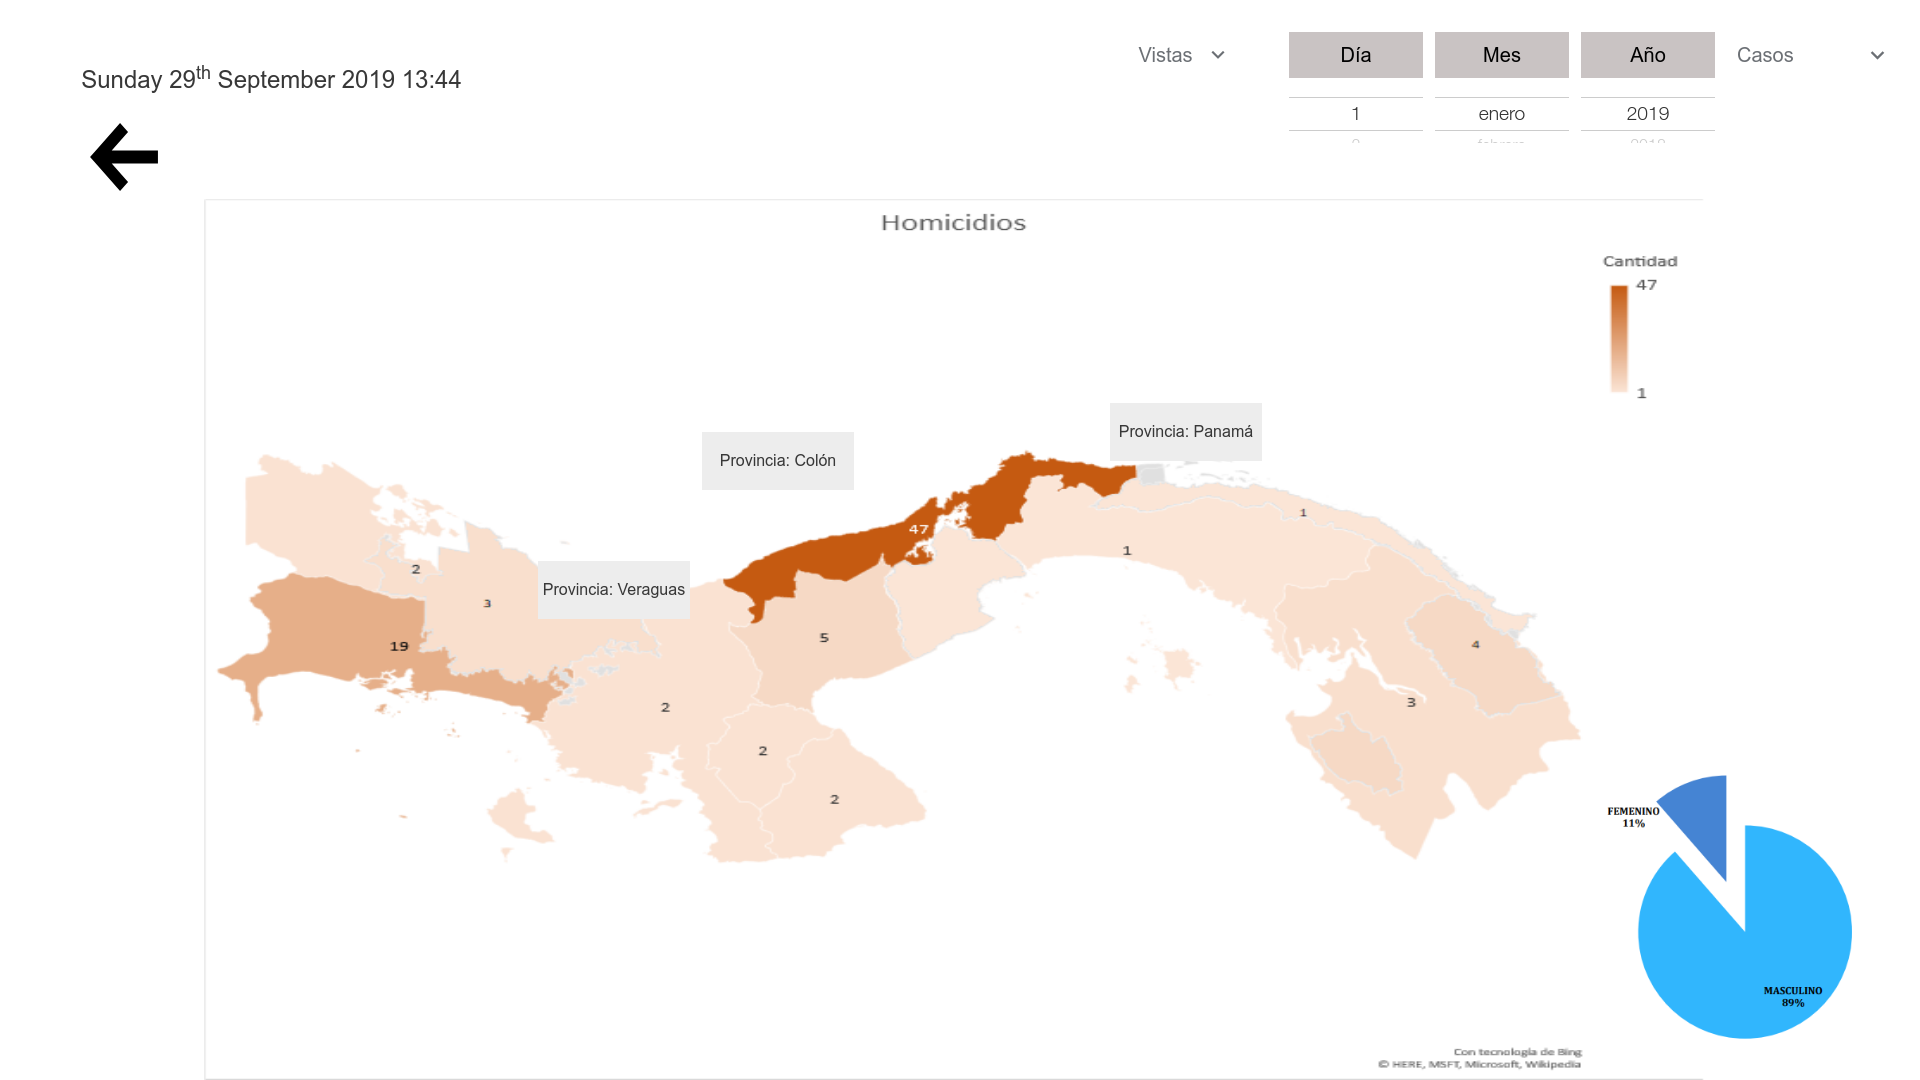 Vistas
Día
Mes
Año
Casos
Sunday 29th September 2019 13:44
1
enero
2019
Homicidios
Cantidad
47
1
Provincia: Panamá
Provincia: Colón
1
47
1
2
Provincia: Veraguas
3
5
19
4
3
2
2
2
FEMENINO
11%
MASCULINO
89%
Con tecnología de Bing
© HERE, MSFT, Microsoft, Wikipedia